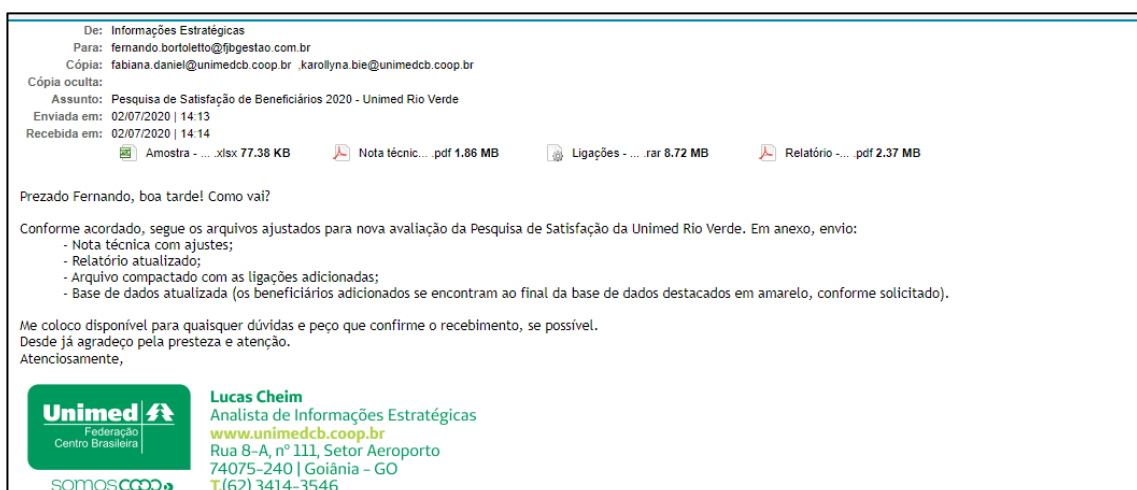 De: Informações Estratégicas
Para: fernando.bortoletto@fjbgestao.com.br
Cópia: fabiana.daniel@unimedcb.coop.br ,karollyna.bie@unimedcb.coop.br
Cópia oculta:
Assunto: Pesquisa de Satisfação de Beneficiários 2020 - Unimed Rio Verde
Enviada em: 02/07/2020 | 14:13
Recebida em: 02/07/2020 | 14:14
Amostra - ... .xlsx 77.38 KB Nota técnic... .pdf 1.86 MB Ligações - ... .rar 8.72 MB Relatório -... .pdf 2.37 MB
Prezado Fernando, boa tarde! Como vai?
Conforme acordado, segue os arquivos ajustados para nova avaliação da Pesquisa de Satisfação da Unimed Rio Verde. Em anexo, envio:
- Nota técnica com ajustes;
- Relatório atualizado;
- Arquivo compactado com as ligações adicionadas;
- Base de dados atualizada (os beneficiários adicionados se encontram ao final da base de dados destacados em amarelo, conforme solicitado).
Me coloco disponível para quaisquer dúvidas e peço que confirme o recebimento, se possível.
Desde já agradeço pela presteza e atenção.
Atenciosamente,
Unimed
Federação
Centro Brasileira
somoscoop
Lucas Cheim
Analista de Informações Estratégicas
www.unimedcb.coop.br
Rua 8-A, nº 111, Setor Aeroporto
74075-240 | Goiânia - GO
T.(62) 3414-3546